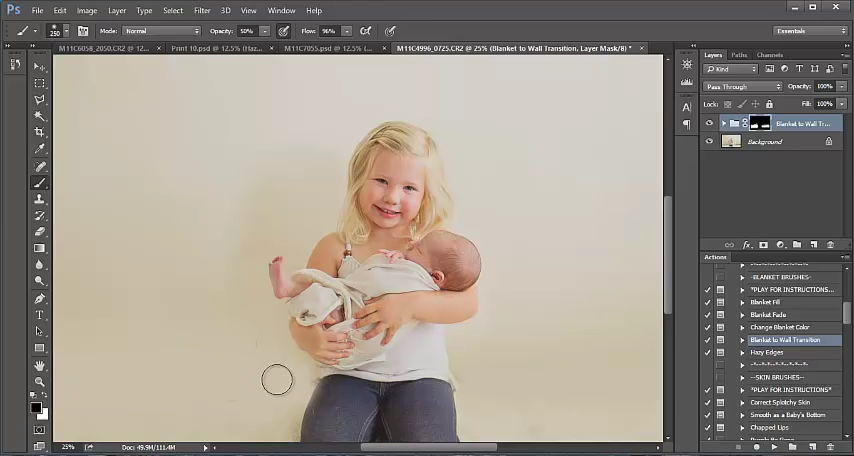 Ps File Edit Image Layer Type Select Filter 3D View Window Help
250 Mode: Normal Opacity: 50% Flow: 96% Essentials
M11C6058_2050.CR2 @ 12... × Print 10.psd @ 12.5% (Haz... × M11C7055.psd @ 12.5% (... × M11C4996_0725.CR2 @ 25% (Blanket to Wall Transition, Layer Mask/8) * ×
Layers Paths Channels
Kind
Pass Through Opacity: 100%
Lock: Fill: 100%
Blanket to Wall Tr...
Background
fx
Actions
--BLANKET BRUSHES-
*PLAY FOR INSTRUCTIONS...
Blanket Fill
Blanket Fade
Change Blanket Color
Blanket to Wall Transition
Hazy Edges
--SKIN BRUSHES--
*PLAY FOR INSTRUCTIONS*
Correct Splotchy Skin
Smooth as a Baby's Bottom
Chapped Lips
25% Doc: 49.9M/111.4M